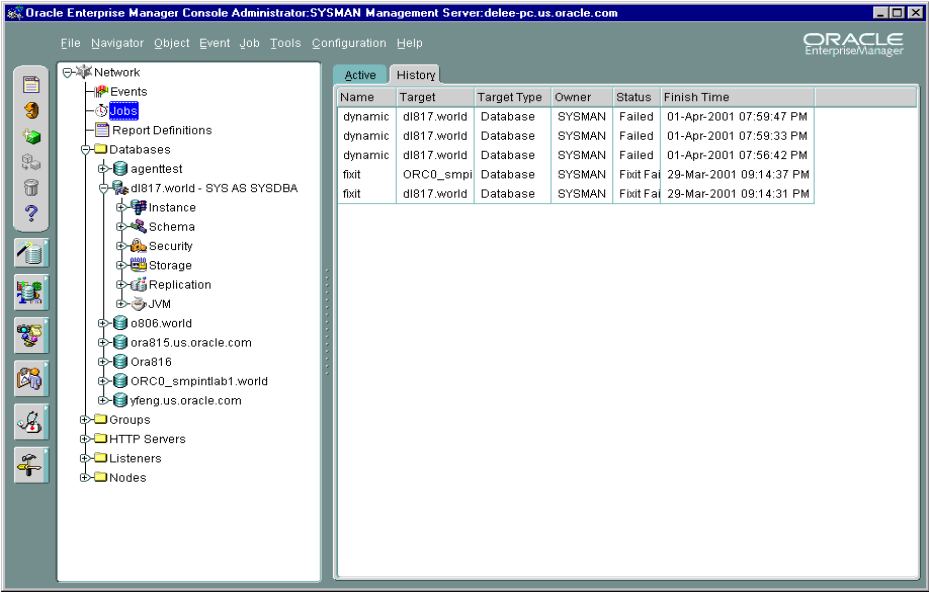 Oracle Enterprise Manager Console Administrator:SYSMAN Management Server:delee-pc.us.oracle.com
File Navigator Object Event Job Tools Configuration Help
ORACLE
EnterpriseManager
Network
Events
Jobs
Report Definitions
Databases
agenttest
dl817.world - SYS AS SYSDBA
Instance
Schema
Security
Storage
Replication
JVM
o806.world
ora815.us.oracle.com
Ora816
ORC0_smpintlab1.world
yfeng.us.oracle.com
Groups
HTTP Servers
Listeners
Nodes
Active History
Name Target Target Type Owner Status Finish Time
dynamic dl817.world Database SYSMAN Failed 01-Apr-2001 07:59:47 PM
dynamic dl817.world Database SYSMAN Failed 01-Apr-2001 07:59:33 PM
dynamic dl817.world Database SYSMAN Failed 01-Apr-2001 07:56:42 PM
fixit ORC0_smpi Database SYSMAN Fixit Fai 29-Mar-2001 09:14:37 PM
fixit dl817.world Database SYSMAN Fixit Fai 29-Mar-2001 09:14:31 PM